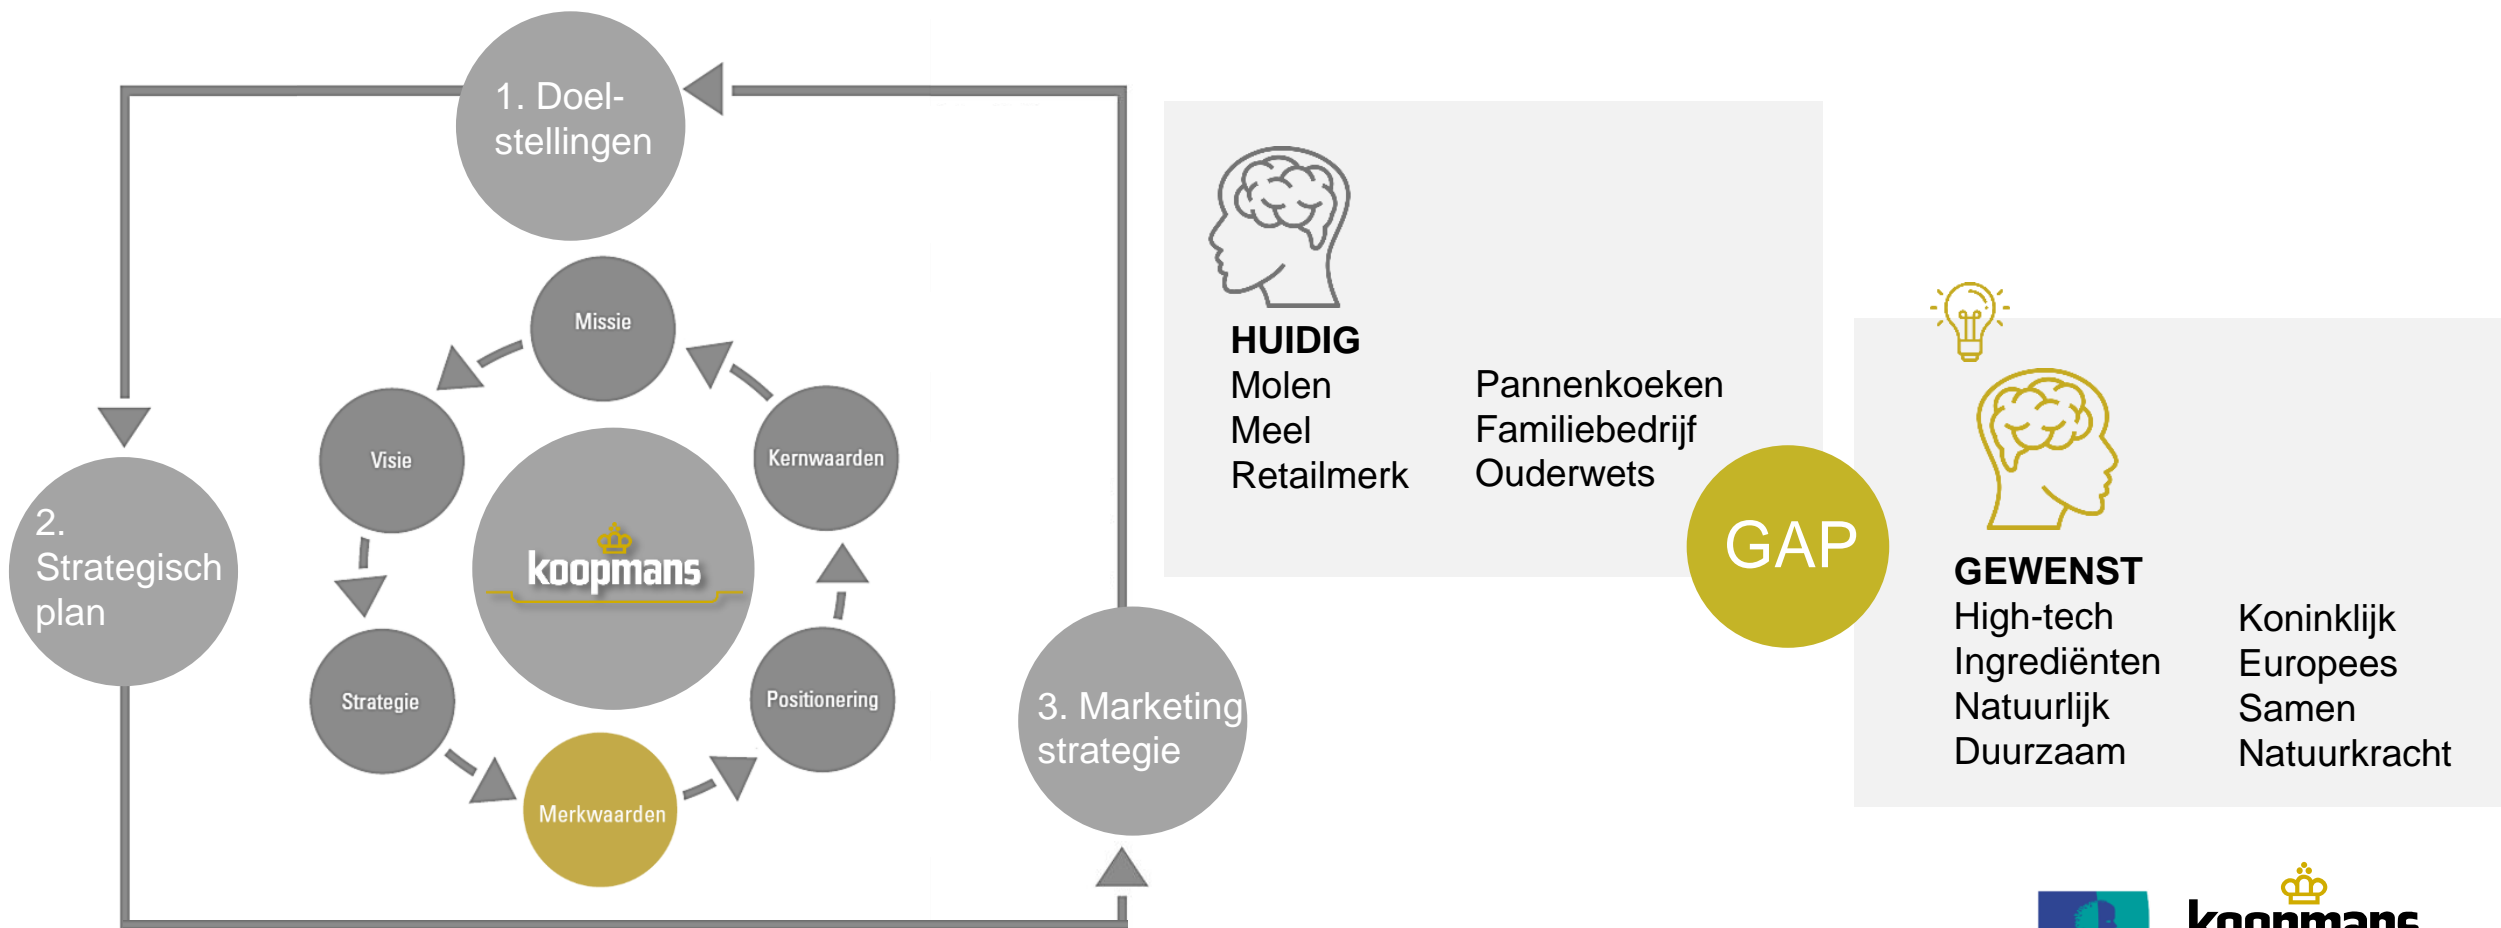 1. Doel-
stellingen
Missie
Visie
Kernwaarden
koopmans
2.
Strategisch
plan
Strategie
Positionering
Merkwaarden
3. Marketing
strategie
HUIDIG
Molen
Meel
Retailmerk
Pannenkoeken
Familiebedrijf
Ouderwets
GAP
GEWENST
High-tech
Ingrediënten
Natuurlijk
Duurzaam
Koninklijk
Europees
Samen
Natuurkracht
koopmans